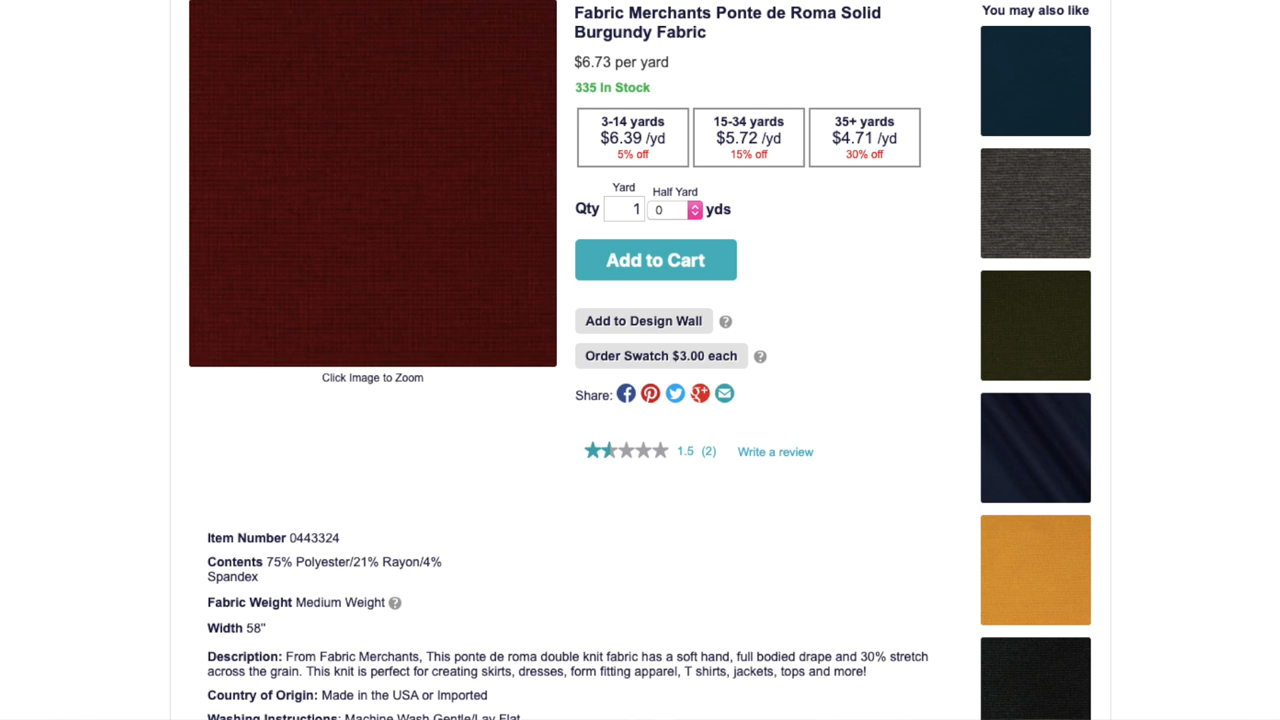 Fabric Merchants Ponte de Roma Solid
Burgundy Fabric
$6.73 per yard
335 In Stock
3-14 yards
$6.39 /yd
5% off
15-34 yards
$5.72 /yd
15% off
35+ yards
$4.71 /yd
30% off
Yard
Half Yard
Qty 1 0 yds
Add to Cart
Add to Design Wall ?
Order Swatch $3.00 each ?
Share:
1.5 (2) Write a review
Click Image to Zoom
Item Number 0443324
Contents 75% Polyester/21% Rayon/4%
Spandex
Fabric Weight Medium Weight ?
Width 58"
Description: From Fabric Merchants, This ponte de roma double knit fabric has a soft hand, full bodied drape and 30% stretch
across the grain. This knit is perfect for creating skirts, dresses, form fitting apparel, T shirts, jackets, tops and more!
Country of Origin: Made in the USA or Imported
Washing Instructions: Machine Wash Gentle/Lay Flat
You may also like